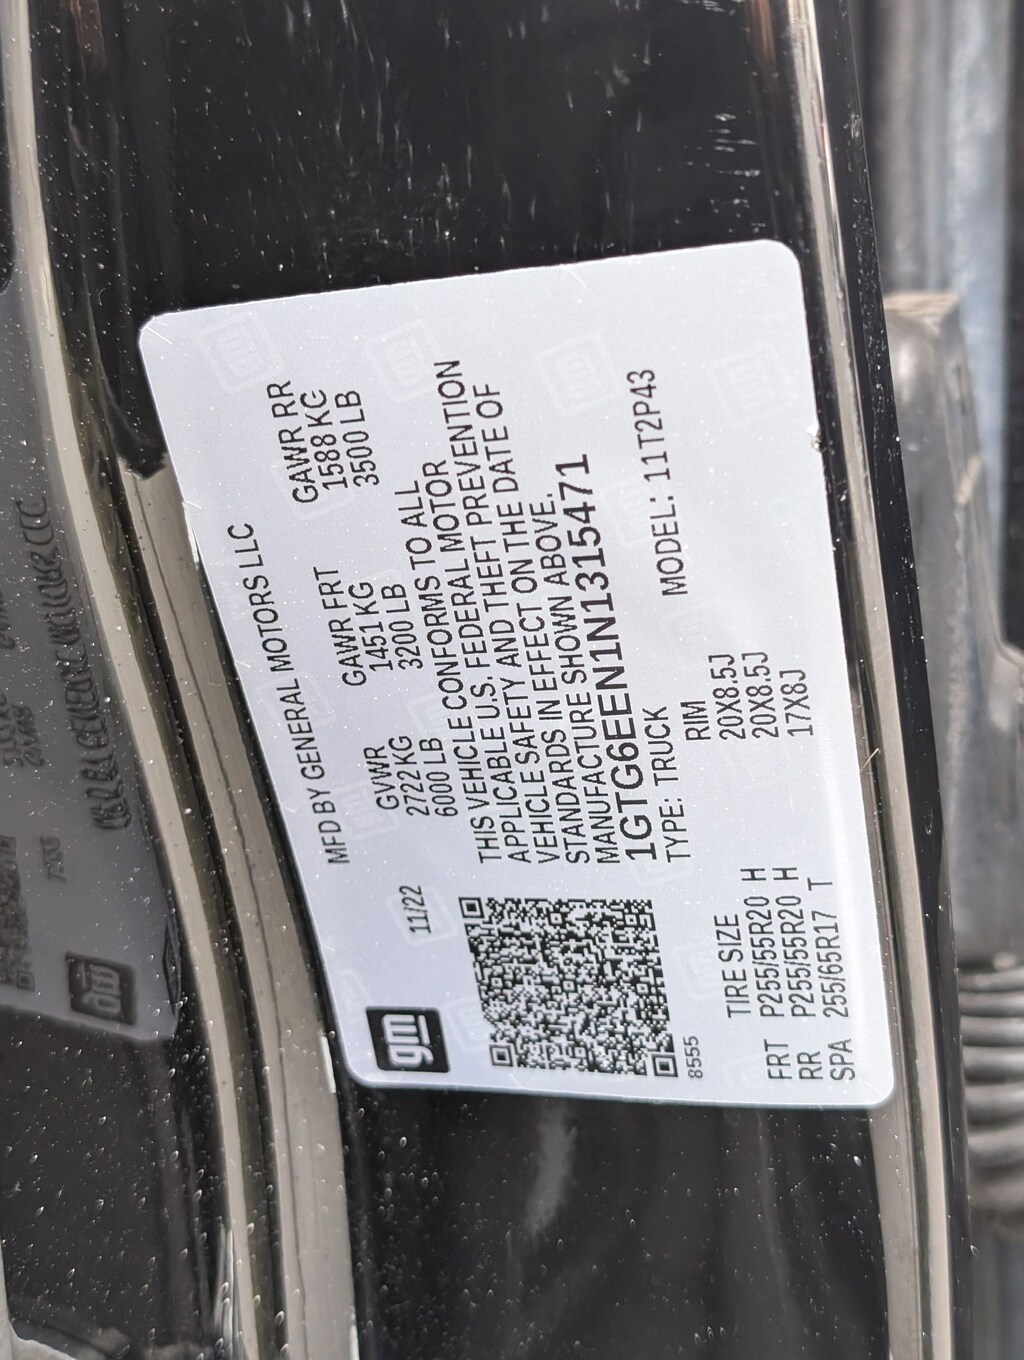 gm
11/22
MFD BY GENERAL MOTORS LLC
GVWR GAWR FRT GAWR RR
2722 KG 1451 KG 1588 KG
6000 LB 3200 LB 3500 LB
THIS VEHICLE CONFORMS TO ALL
APPLICABLE U.S. FEDERAL MOTOR
VEHICLE SAFETY AND THEFT PREVENTION
STANDARDS IN EFFECT ON THE DATE OF
MANUFACTURE SHOWN ABOVE.
1GTG6EEN1N1315471
TYPE: TRUCK MODEL: 11T2P43
8555
TIRE SIZE RIM
FRT P255/55R20 H 20X8.5J
RR P255/55R20 H 20X8.5J
SPA 255/65R17 T 17X8J